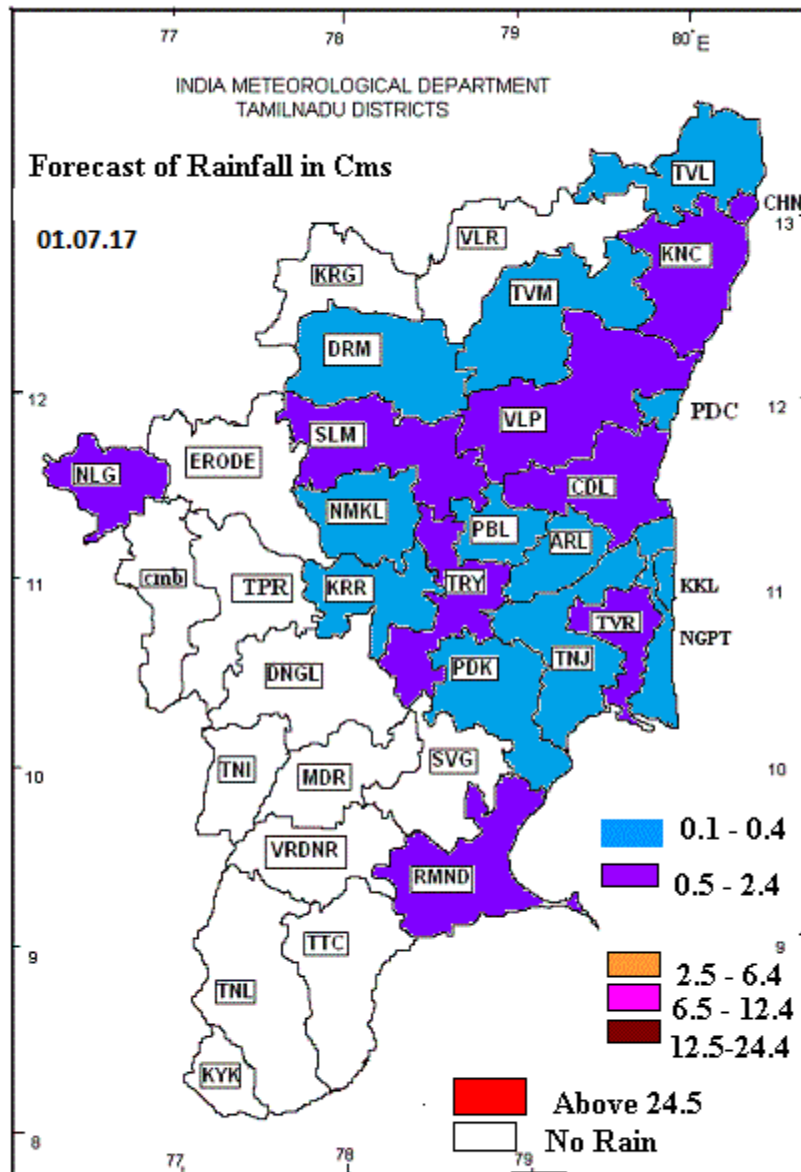 77 78 79 80°E
INDIA METEOROLOGICAL DEPARTMENT
TAMILNADU DISTRICTS
Forecast of Rainfall in Cms
01.07.17
TVL
CHN
13
VLR
KNC
KRG
TVM
DRM
12
12
PDC
VLP
SLM
ERODE
NLG
CDL
NMKL
PBL
ARL
11
cmb
TPR
KRR
TRY
KKL
11
TVR
NGPT
DNGL
PDK
TNJ
10
TNI
MDR
SVG
10
0.1 - 0.4
VRDNR
RMND
0.5 - 2.4
9
TTC
9
2.5 - 6.4
TNL
6.5 - 12.4
12.5-24.4
KYK
Above 24.5
8
No Rain
77 78 79